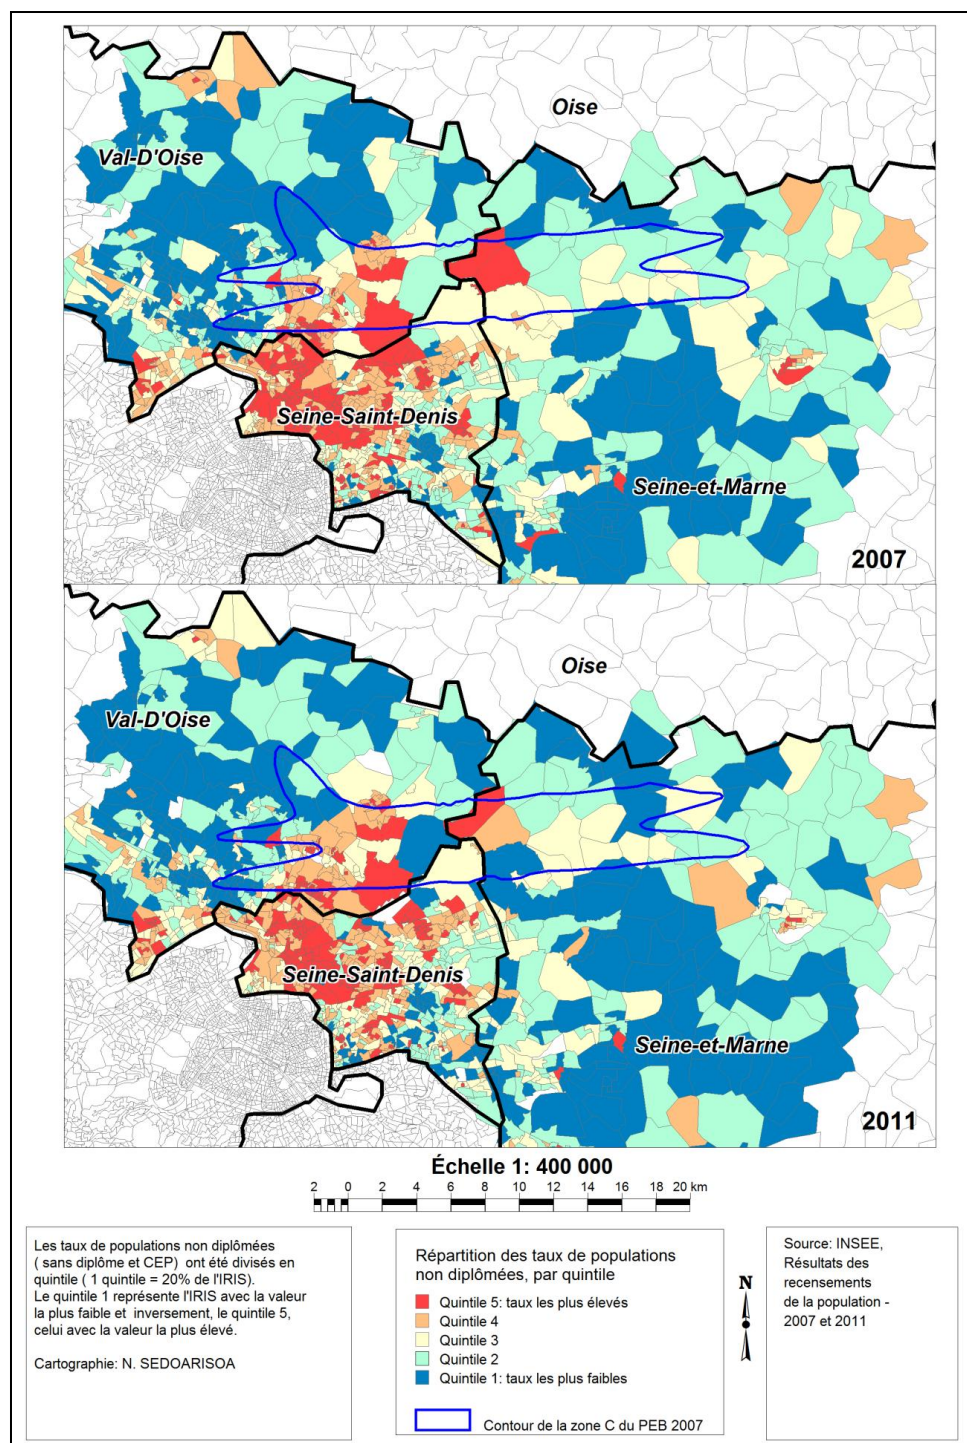 Oise
Val-D'Oise
Seine-Saint-Denis
Seine-et-Marne
2007
Oise
Val-D'Oise
Seine-Saint-Denis
Seine-et-Marne
2011
Échelle 1: 400 000
2 0 2 4 6 8 10 12 14 16 18 20 km
Les taux de populations non diplômées
( sans diplôme et CEP) ont été divisés en
quintile ( 1 quintile = 20% de l'IRIS).
Le quintile 1 représente l'IRIS avec la valeur
la plus faible et inversement, le quintile 5,
celui avec la valeur la plus élevé.
Cartographie: N. SEDOARISOA
Répartition des taux de populations
non diplômées, par quintile
Quintile 5: taux les plus élevés
Quintile 4
Quintile 3
Quintile 2
Quintile 1: taux les plus faibles
Contour de la zone C du PEB 2007
N
Source: INSEE,
Résultats des
recensements
de la population -
2007 et 2011